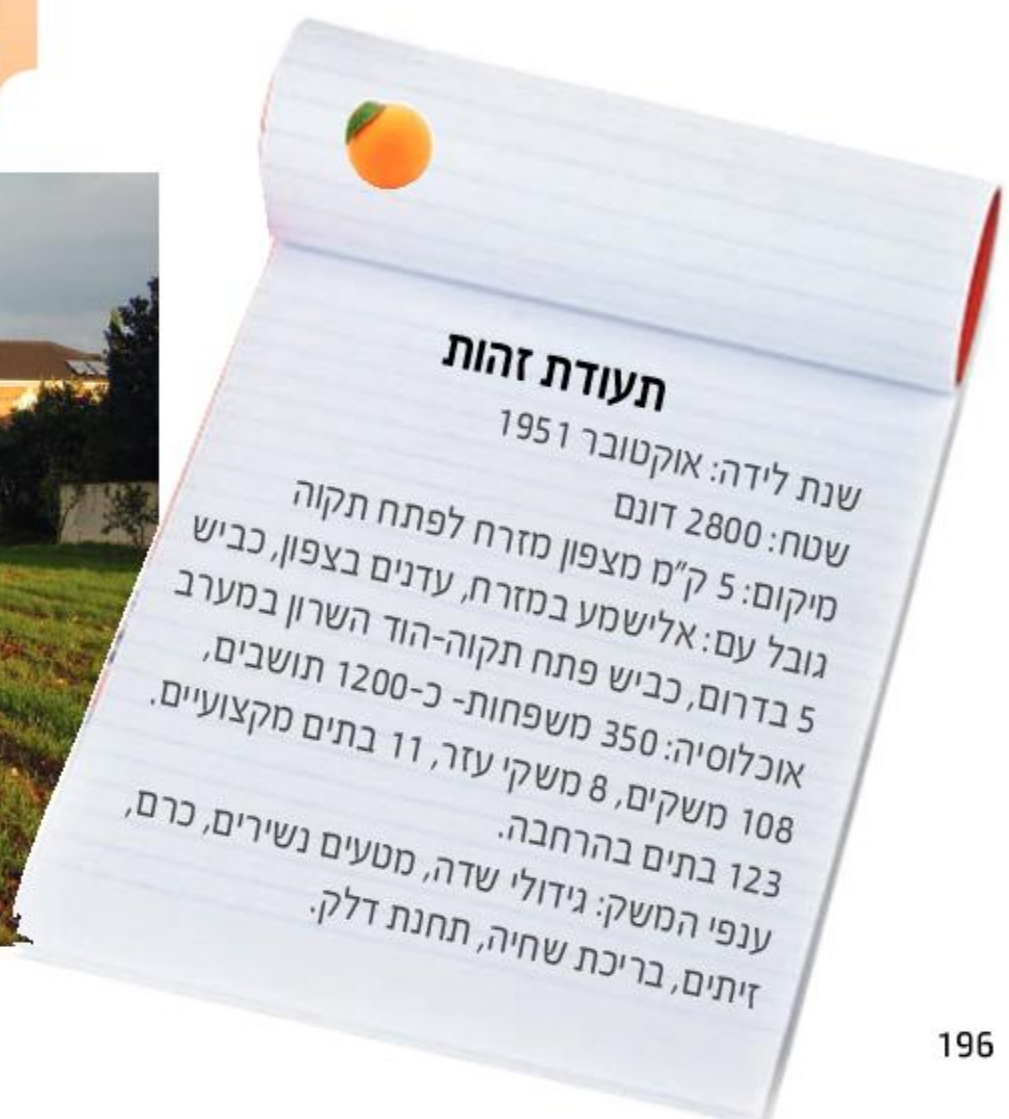 תעודת זהות
שנת לידה: אוקטובר 1951
שטח: 2800 דונם
מיקום: 5 ק"מ מצפון מזרח לפתח תקוה
גובל עם: אלישמע במזרח, עדנים בצפון, כביש
5 בדרום, כביש פתח תקוה-הוד השרון במערב
אוכלוסיה: 350 משפחות- כ-1200 תושבים,
108 משקים, 8 משקי עזר, 11 בתים מקצועיים.
123 בתים בהרחבה.
ענפי המשק: גידולי שדה, מטעים נשירים, כרם,
זיתים, בריכת שחיה, תחנת דלק.
196